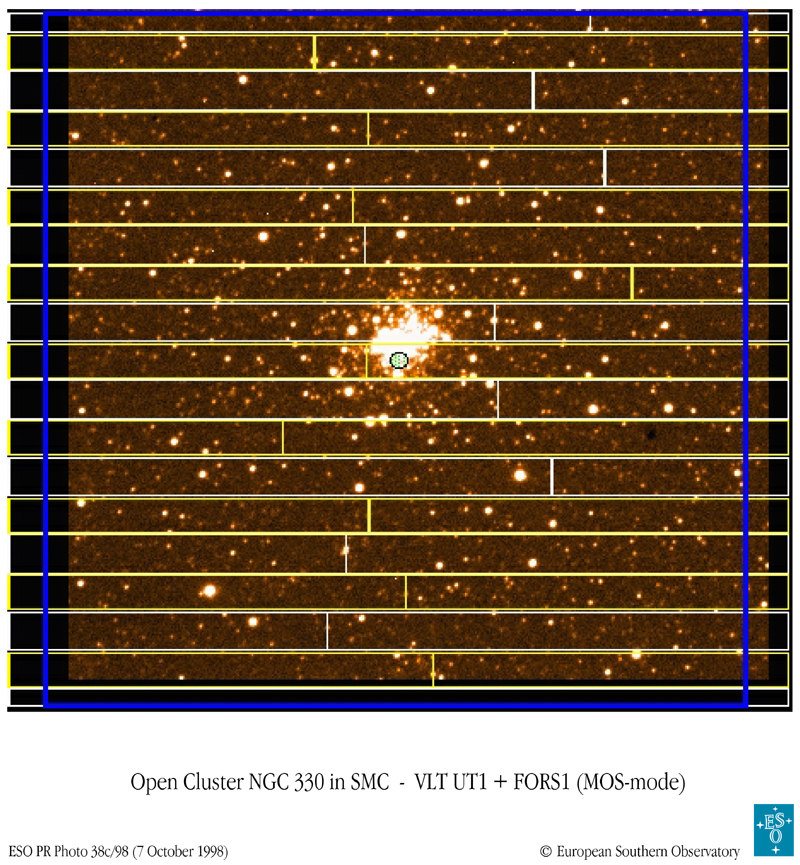 Open Cluster NGC 330 in SMC - VLT UT1 + FORS1 (MOS-mode)
ESO PR Photo 38c/98 (7 October 1998)
© European Southern Observatory
ESO